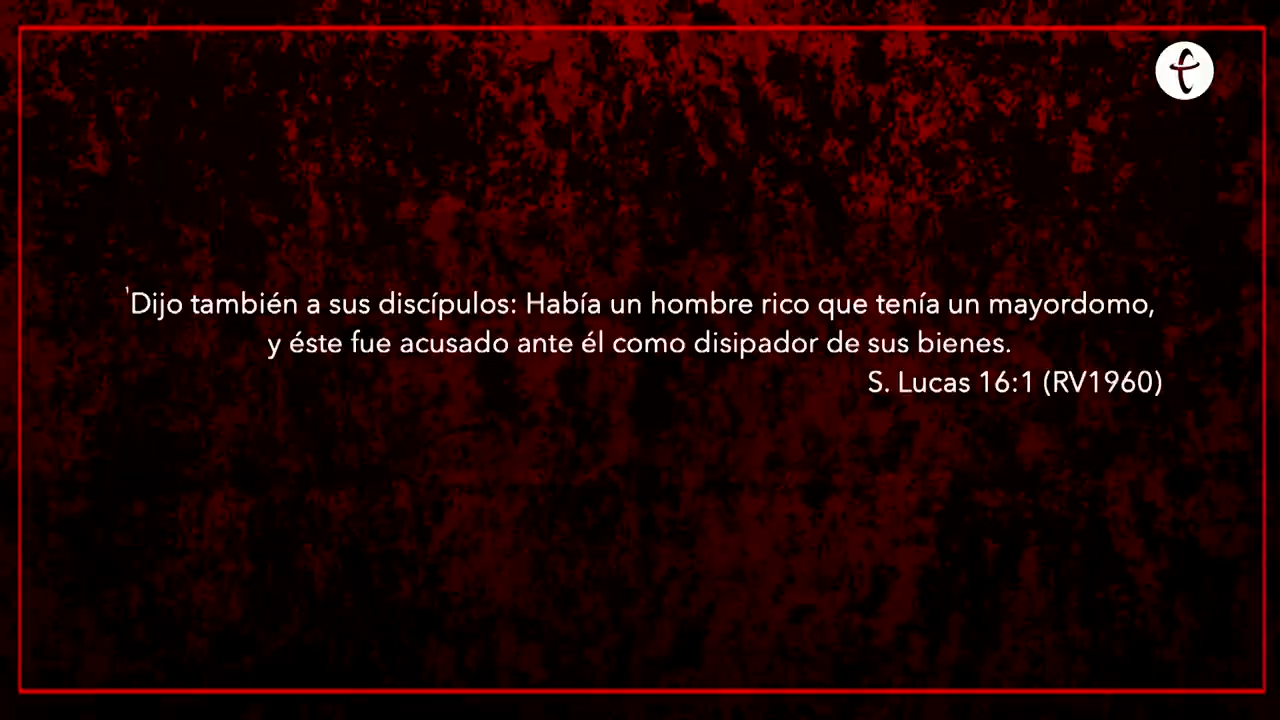 ¹Dijo también a sus discípulos: Había un hombre rico que tenía un mayordomo,
y éste fue acusado ante él como disipador de sus bienes.
S. Lucas 16:1 (RV1960)